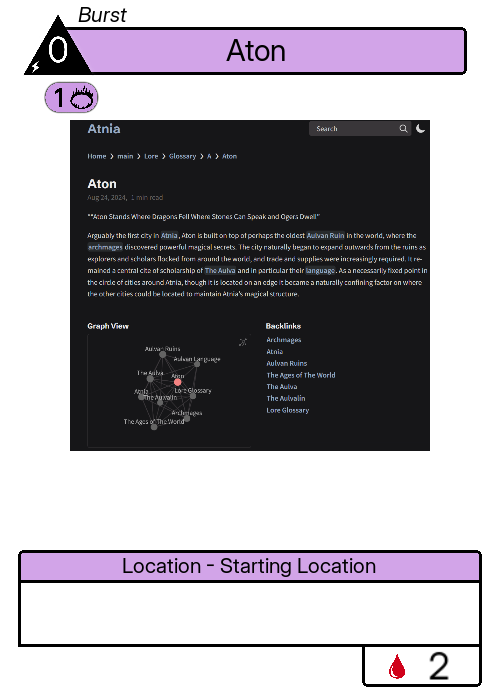 Burst
0
Aton
1
Atnia
Search
Home > main > Lore > Glossary > A > Aton
Aton
Aug 24, 2024, 1 min read
"“Aton Stands Where Dragons Fell Where Stones Can Speak and Ogers Dwell”
Arguably the first city in Atnia, Aton is built on top of perhaps the oldest Aulvan Ruin in the world, where the
archmages discovered powerful magical secrets. The city naturally began to expand outwards from the ruins as
explorers and scholars flocked from around the world, and trade and supplies were increasingly required. It re-
mained a central cite of scholarship of The Aulva and in particular their language. As a necessarily fixed point in
the circle of cities around Atnia, though it is located on an edge it became a naturally confining factor on where
the other cities could be located to maintain Atnia's magical structure.
Graph View
Aulvan Ruins
Aulvan Language
The Aulva
Aton
Atnia
Lore Glossary
The Aulvalín
Archmages
The Ages of The World
Backlinks
Archmages
Atnia
Aulvan Ruins
The Ages of The World
The Aulva
The Aulvalín
Lore Glossary
Location - Starting Location
2